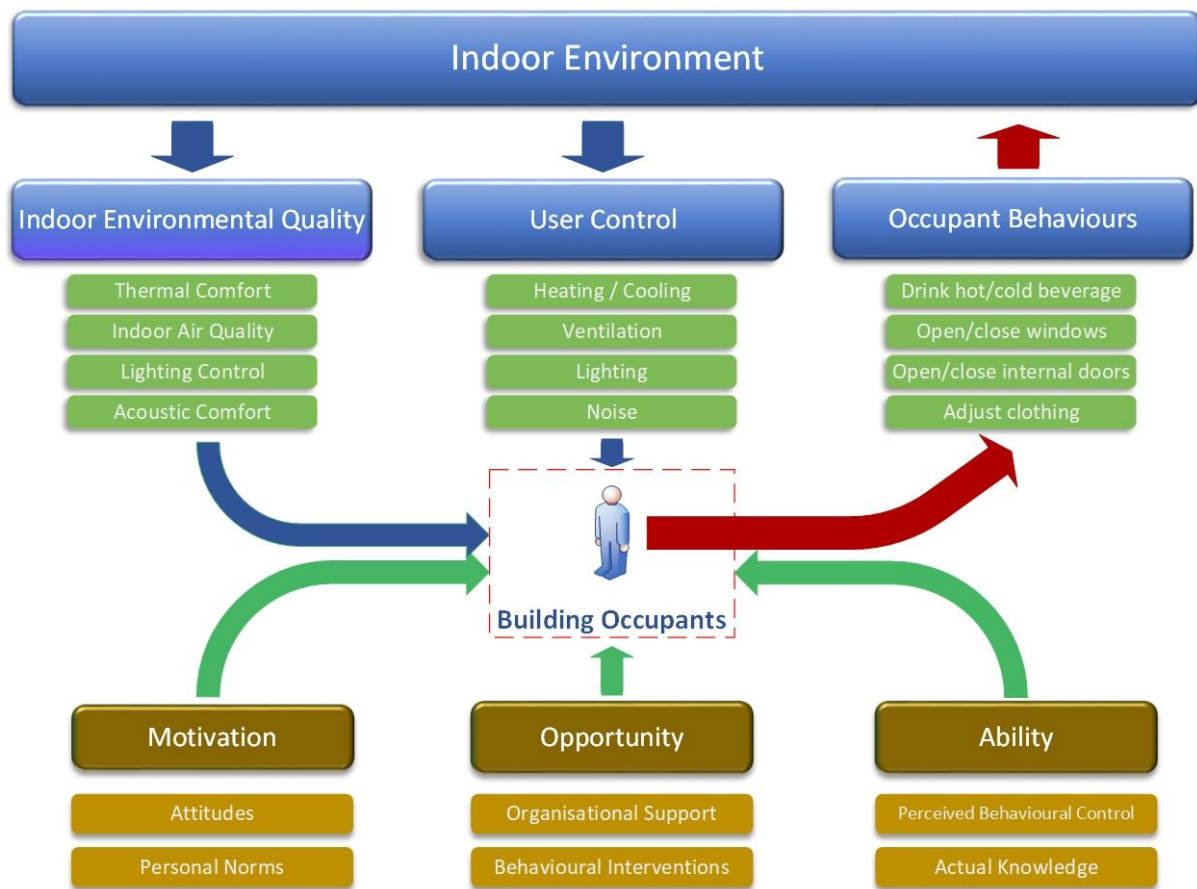 Indoor Environment
Indoor Environmental Quality
Thermal Comfort
Indoor Air Quality
Lighting Control
Acoustic Comfort
User Control
Heating / Cooling
Ventilation
Lighting
Noise
Occupant Behaviours
Drink hot/cold beverage
Open/close windows
Open/close internal doors
Adjust clothing
Building Occupants
Motivation
Attitudes
Personal Norms
Opportunity
Organisational Support
Behavioural Interventions
Ability
Perceived Behavioural Control
Actual Knowledge